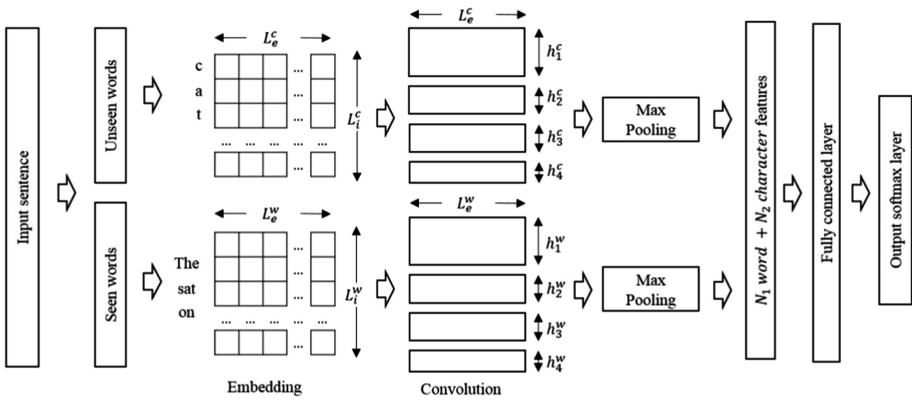 Input sentence
Unseen words
Seen words
L_e^c
c
a
t
...
...
...
... ... ... ...
...
L_i^c
L_e^w
The
sat
on
...
...
...
... ... ... ...
...
L_i^w
Embedding
L_e^c
h_1^c
h_2^c
h_3^c
h_4^c
L_e^w
h_1^w
h_2^w
h_3^w
h_4^w
Convolution
Max
Pooling
Max
Pooling
N_1 word + N_2 character features
Fully connected layer
Output softmax layer